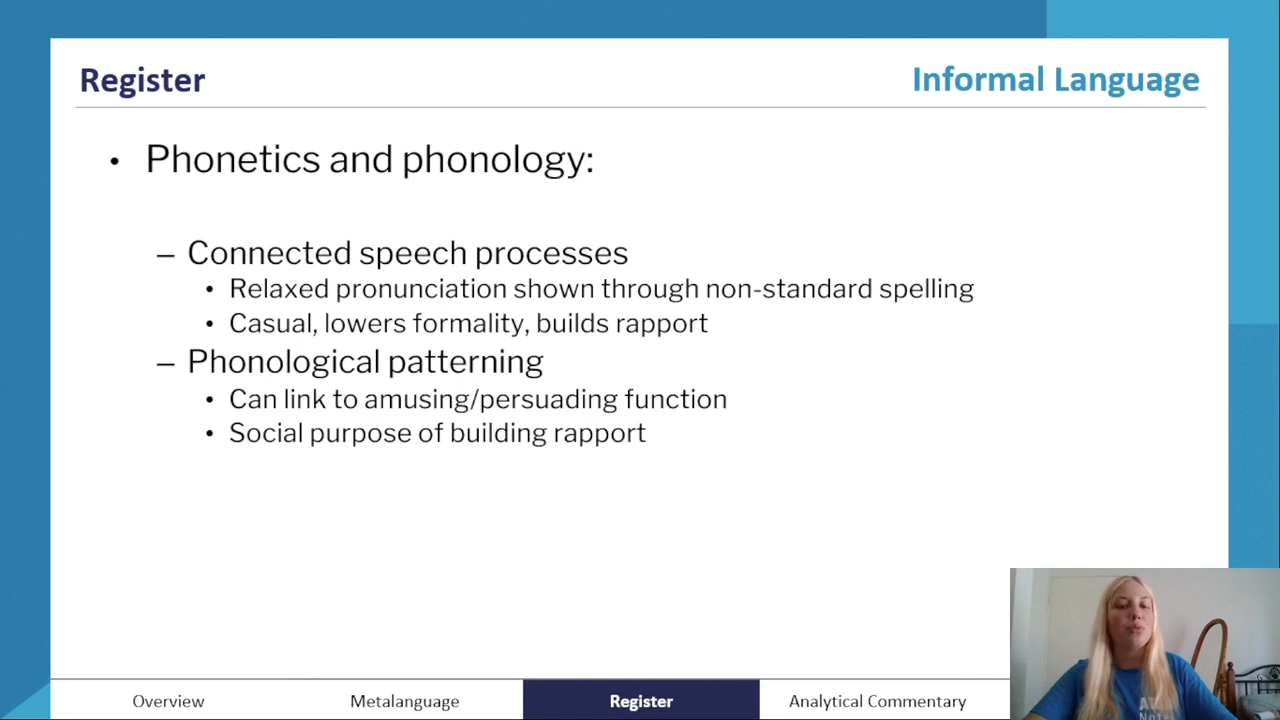 Register
Informal Language
• Phonetics and phonology:
– Connected speech processes
• Relaxed pronunciation shown through non-standard spelling
• Casual, lowers formality, builds rapport
– Phonological patterning
• Can link to amusing/persuading function
• Social purpose of building rapport
Overview
Metalanguage
Register
Analytical Commentary